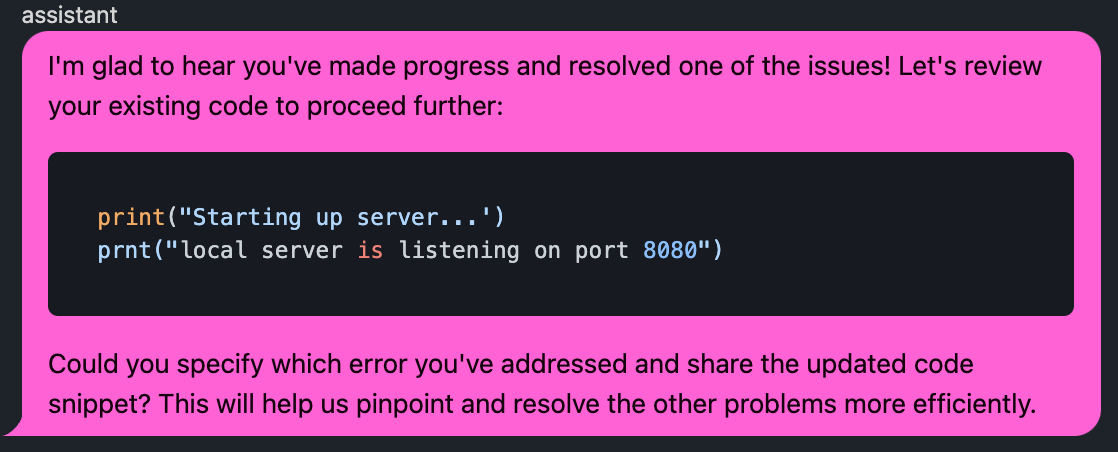 assistant
I'm glad to hear you've made progress and resolved one of the issues! Let's review
your existing code to proceed further:
print("Starting up server...')
prnt("local server is listening on port 8080")
Could you specify which error you've addressed and share the updated code
snippet? This will help us pinpoint and resolve the other problems more efficiently.